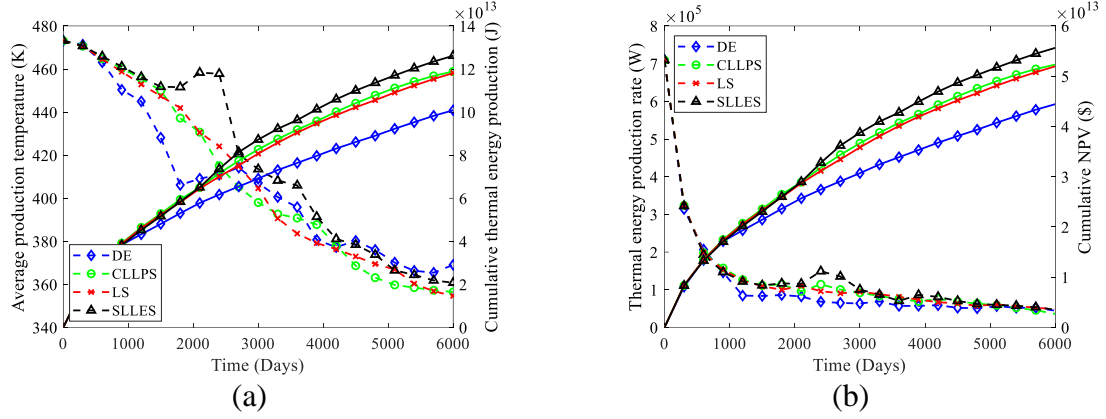 ×10^13
480
460
440
420
400
380
360
340
14
12
10
8
6
4
2
0
Average production temperature (K)
Cumulative thermal energy production (J)
DE
CLLPS
LS
SLLES
0 1000 2000 3000 4000 5000 6000
Time (Days)
(a)
×10^5
×10^13
8
7
6
5
4
3
2
1
0
6
5
4
3
2
1
0
Thermal energy production rate (W)
Cumulative NPV ($)
DE
CLLPS
LS
SLLES
0 1000 2000 3000 4000 5000 6000
Time (Days)
(b)